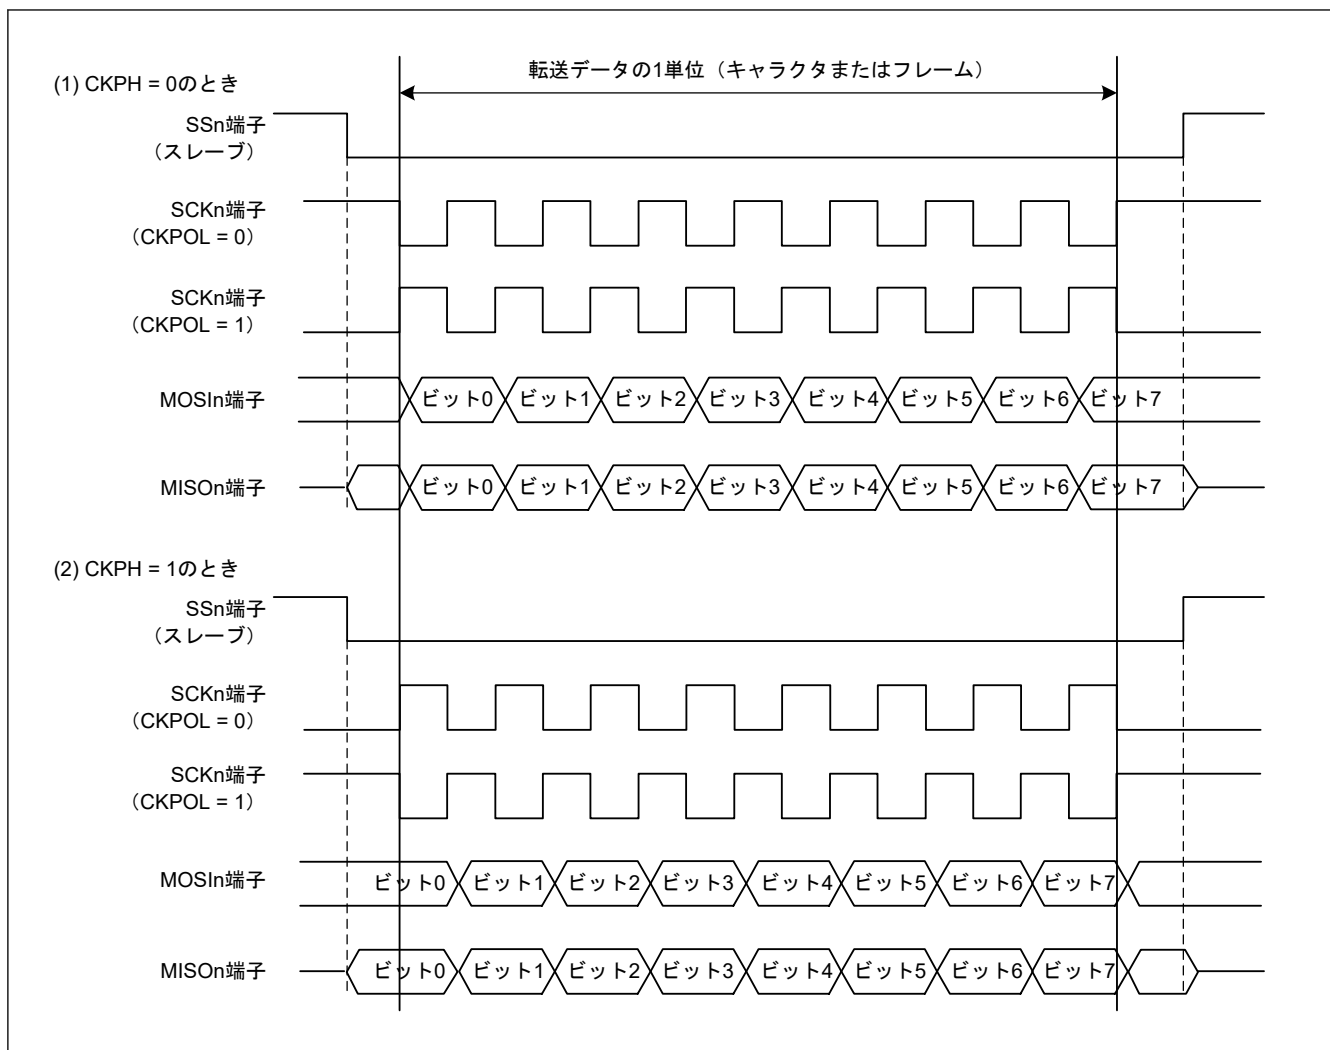 転送データの1単位（キャラクタまたはフレーム）
(1) CKPH = 0のとき
SSn端子
（スレーブ）
SCKn端子
（CKPOL = 0）
SCKn端子
（CKPOL = 1）
MOSIn端子
ビット0 ビット1 ビット2 ビット3 ビット4 ビット5 ビット6 ビット7
MISOn端子
ビット0 ビット1 ビット2 ビット3 ビット4 ビット5 ビット6 ビット7
(2) CKPH = 1のとき
SSn端子
（スレーブ）
SCKn端子
（CKPOL = 0）
SCKn端子
（CKPOL = 1）
MOSIn端子
ビット0 ビット1 ビット2 ビット3 ビット4 ビット5 ビット6 ビット7
MISOn端子
ビット0 ビット1 ビット2 ビット3 ビット4 ビット5 ビット6 ビット7